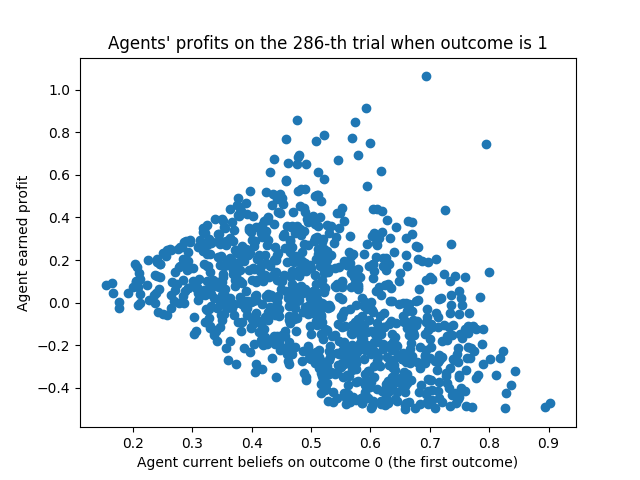 Agents' profits on the 286-th trial when outcome is 1
1.0
0.8
0.6
0.4
0.2
0.0
−0.2
−0.4
Agent earned profit
0.2 0.3 0.4 0.5 0.6 0.7 0.8 0.9
Agent current beliefs on outcome 0 (the first outcome)